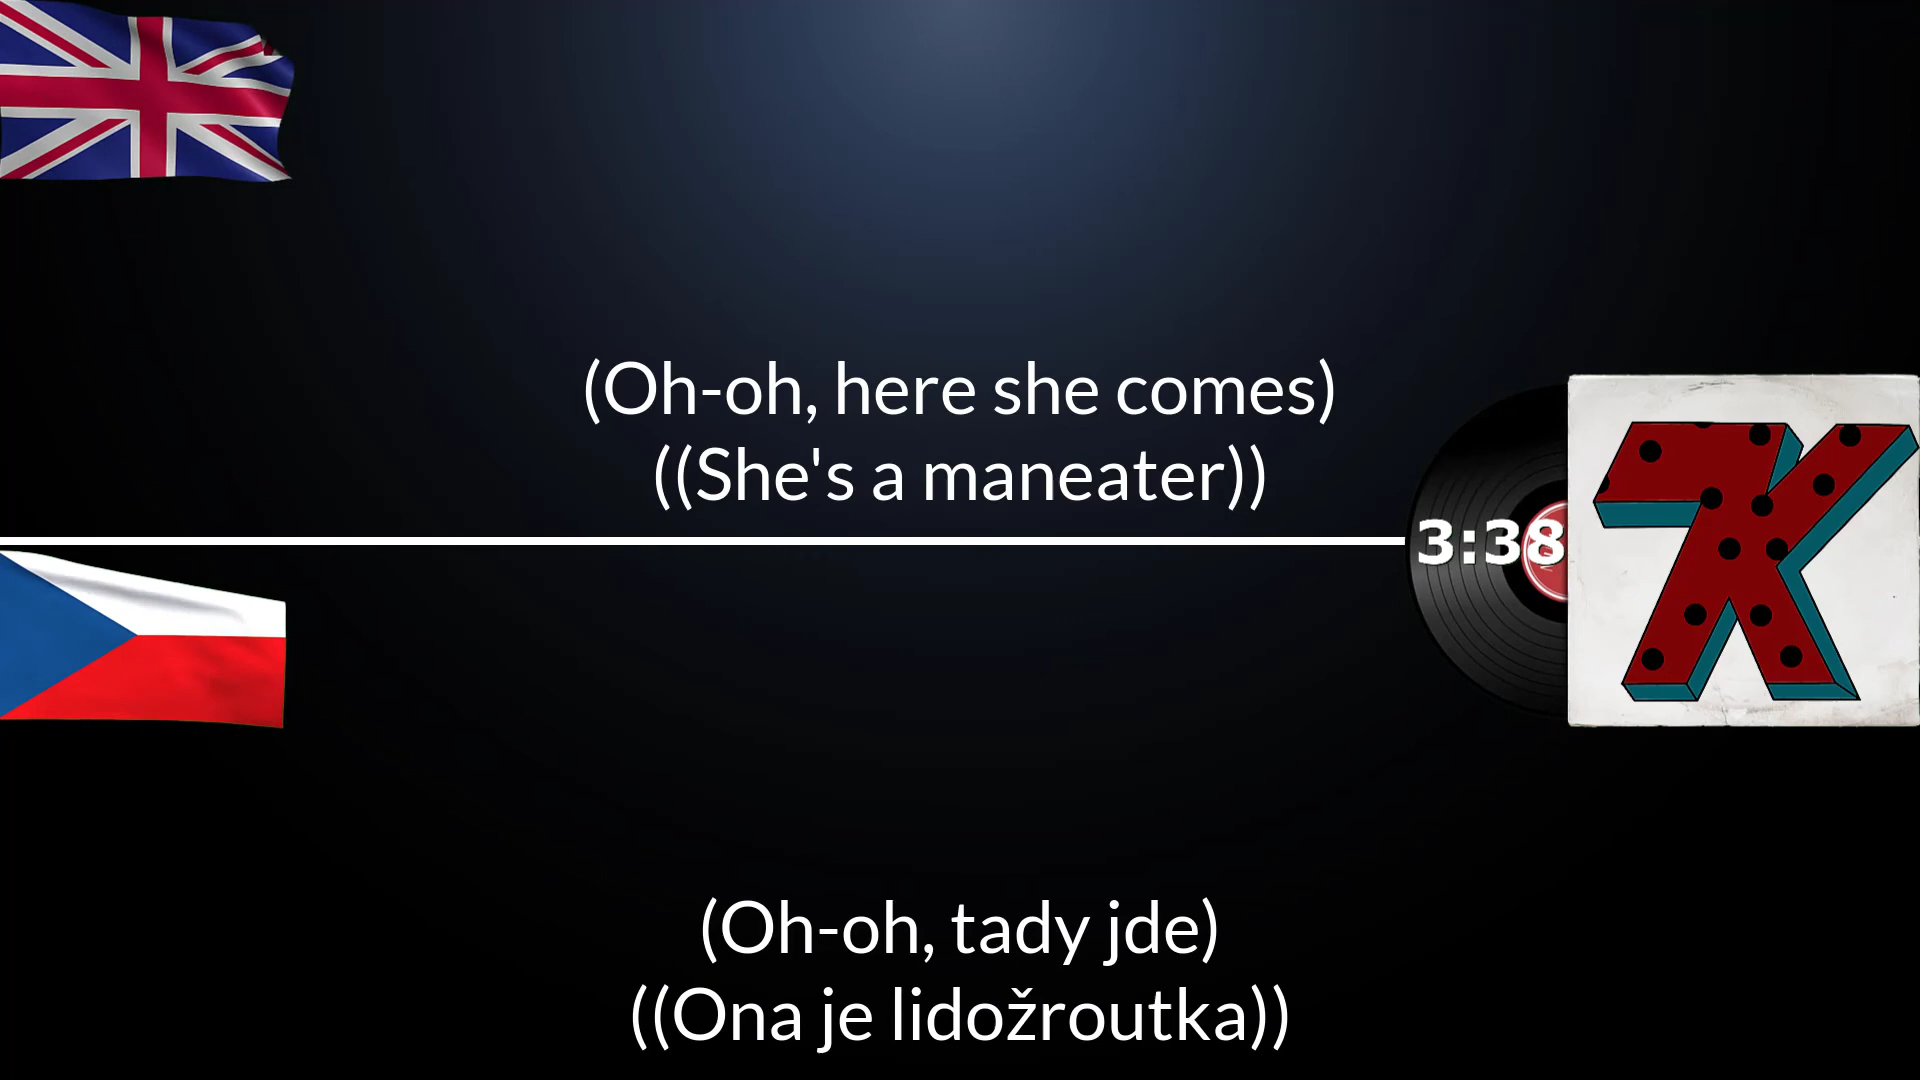 (Oh-oh, here she comes)
((She's a maneater))
3:38
(Oh-oh, tady jde)
((Ona je lidožroutka))